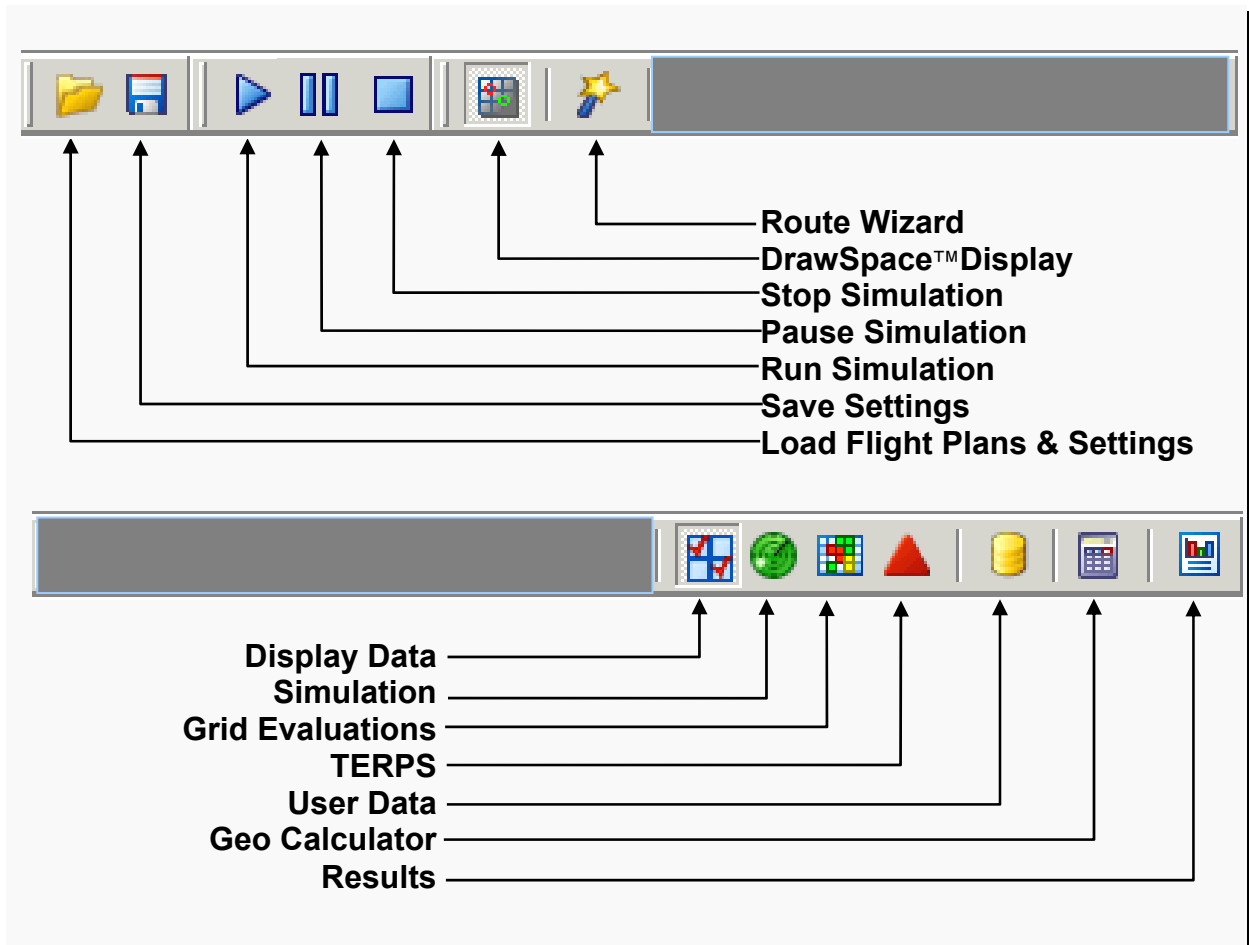 Route Wizard
DrawSpace™Display
Stop Simulation
Pause Simulation
Run Simulation
Save Settings
Load Flight Plans & Settings
Display Data
Simulation
Grid Evaluations
TERPS
User Data
Geo Calculator
Results